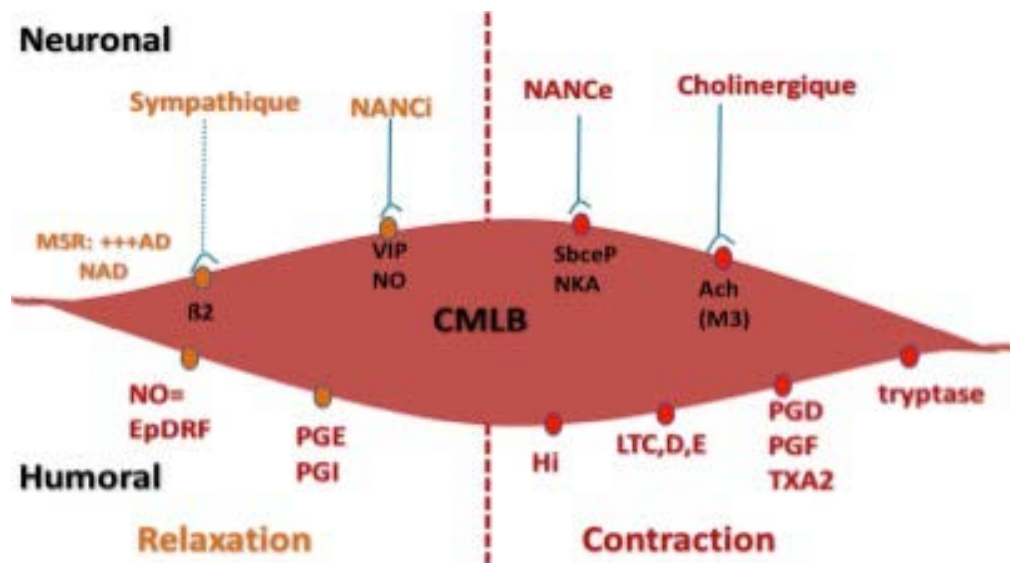 Neuronal
Sympathique
NANCi
NANCe
Cholinergique
MSR: +++AD
NAD
ß2
VIP
NO
SbceP
NKA
Ach
(M3)
CMLB
NO=
EpDRF
PGE
PGI
Hi
LTC,D,E
PGD
PGF
TXA2
tryptase
Humoral
Relaxation
Contraction